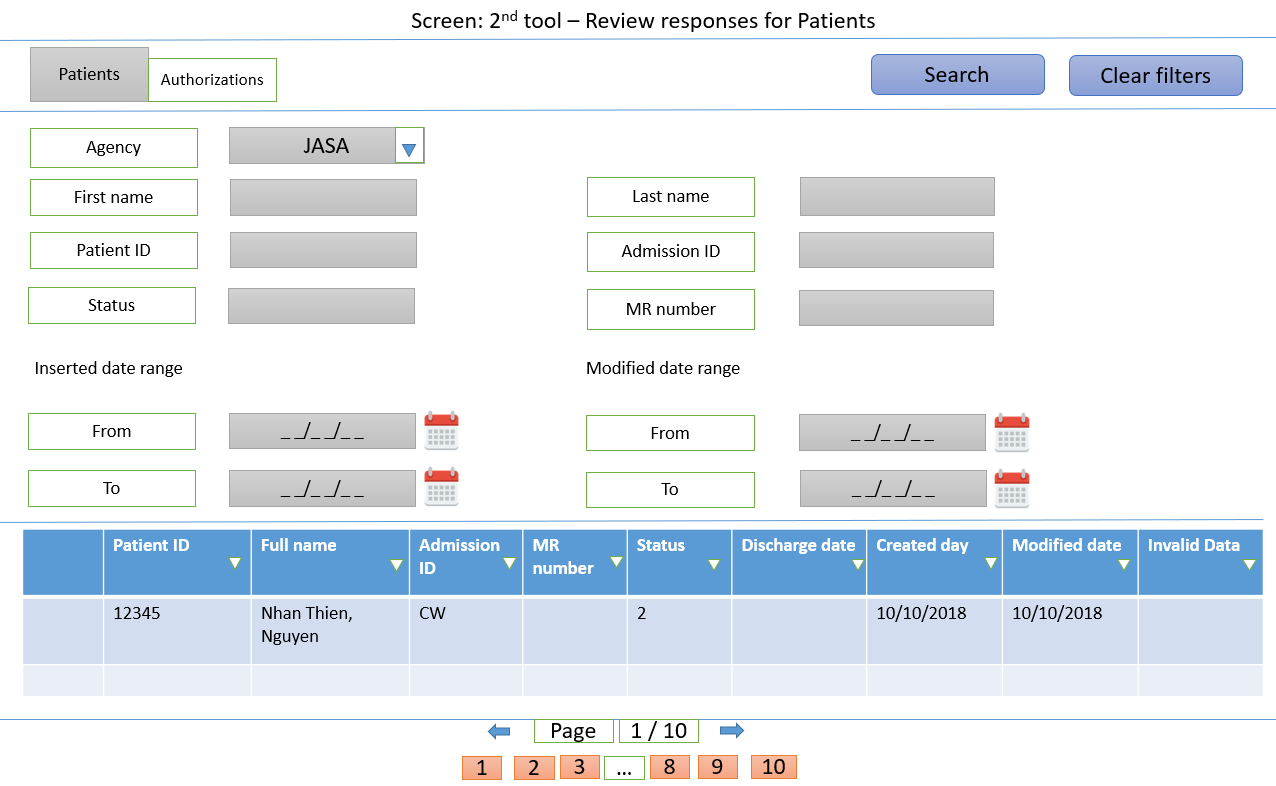 Screen: 2nd tool – Review responses for Patients
Patients
Authorizations
Search
Clear filters
Agency
JASA
First name
Last name
Patient ID
Admission ID
Status
MR number
Inserted date range
Modified date range
From
_ _/_ _/_ _
From
_ _/_ _/_ _
To
_ _/_ _/_ _
To
_ _/_ _/_ _
Patient ID
Full name
Admission
ID
MR
number
Status
Discharge date
Created day
Modified date
Invalid Data
12345
Nhan Thien,
Nguyen
CW
2
10/10/2018
10/10/2018
Page
1 / 10
1
2
3
...
8
9
10